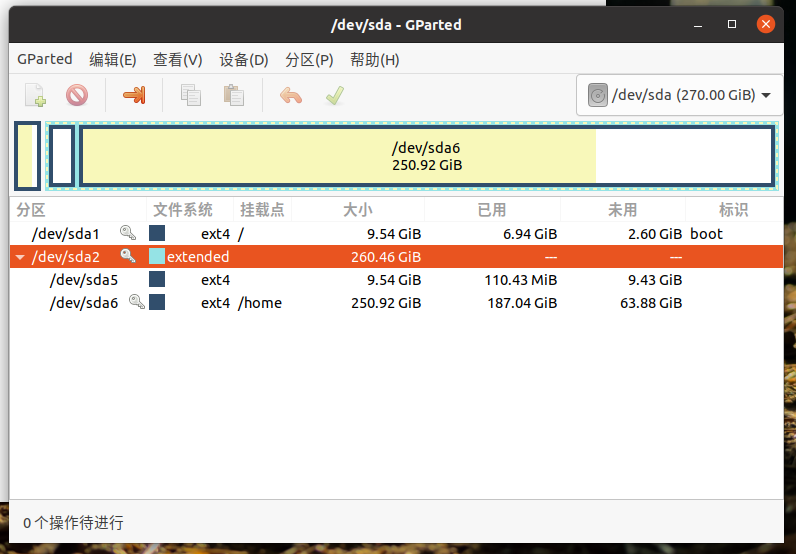 /dev/sda - GParted
GParted 编辑(E) 查看(V) 设备(D) 分区(P) 帮助(H)
/dev/sda (270.00 GiB)
/dev/sda6
250.92 GiB
分区 文件系统 挂载点 大小 已用 未用 标识
/dev/sda1 ext4 / 9.54 GiB 6.94 GiB 2.60 GiB boot
/dev/sda2 extended 260.46 GiB --- ---
/dev/sda5 ext4 9.54 GiB 110.43 MiB 9.43 GiB
/dev/sda6 ext4 /home 250.92 GiB 187.04 GiB 63.88 GiB
0 个操作待进行